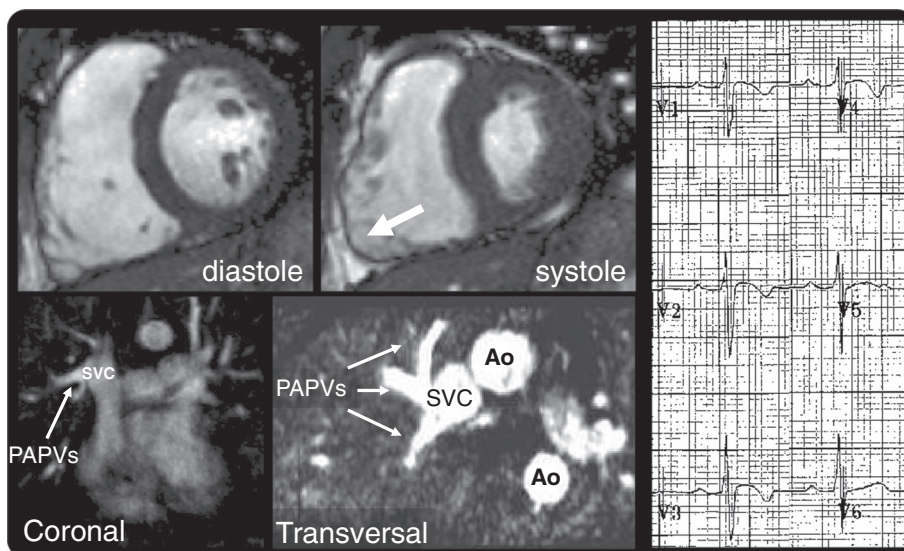 diastole
systole
V1
V4
V2
V5
V3
V6
SVC
PAPVs
Coronal
Ao
PAPVs
SVC
Ao
Transversal